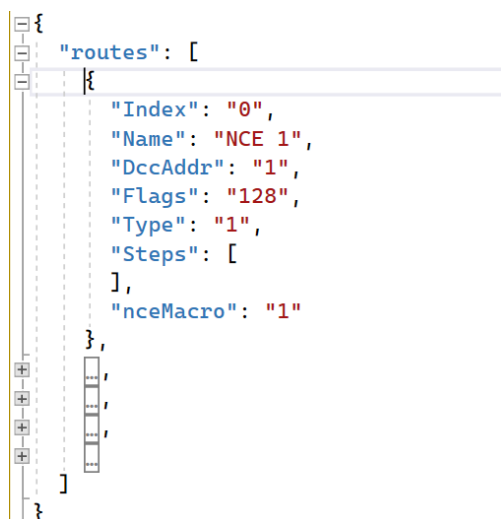 {
"routes": [
{
"Index": "0",
"Name": "NCE 1",
"DccAddr": "1",
"Flags": "128",
"Type": "1",
"Steps": [
],
"nceMacro": "1"
},
...,
...,
...,
...
]
}